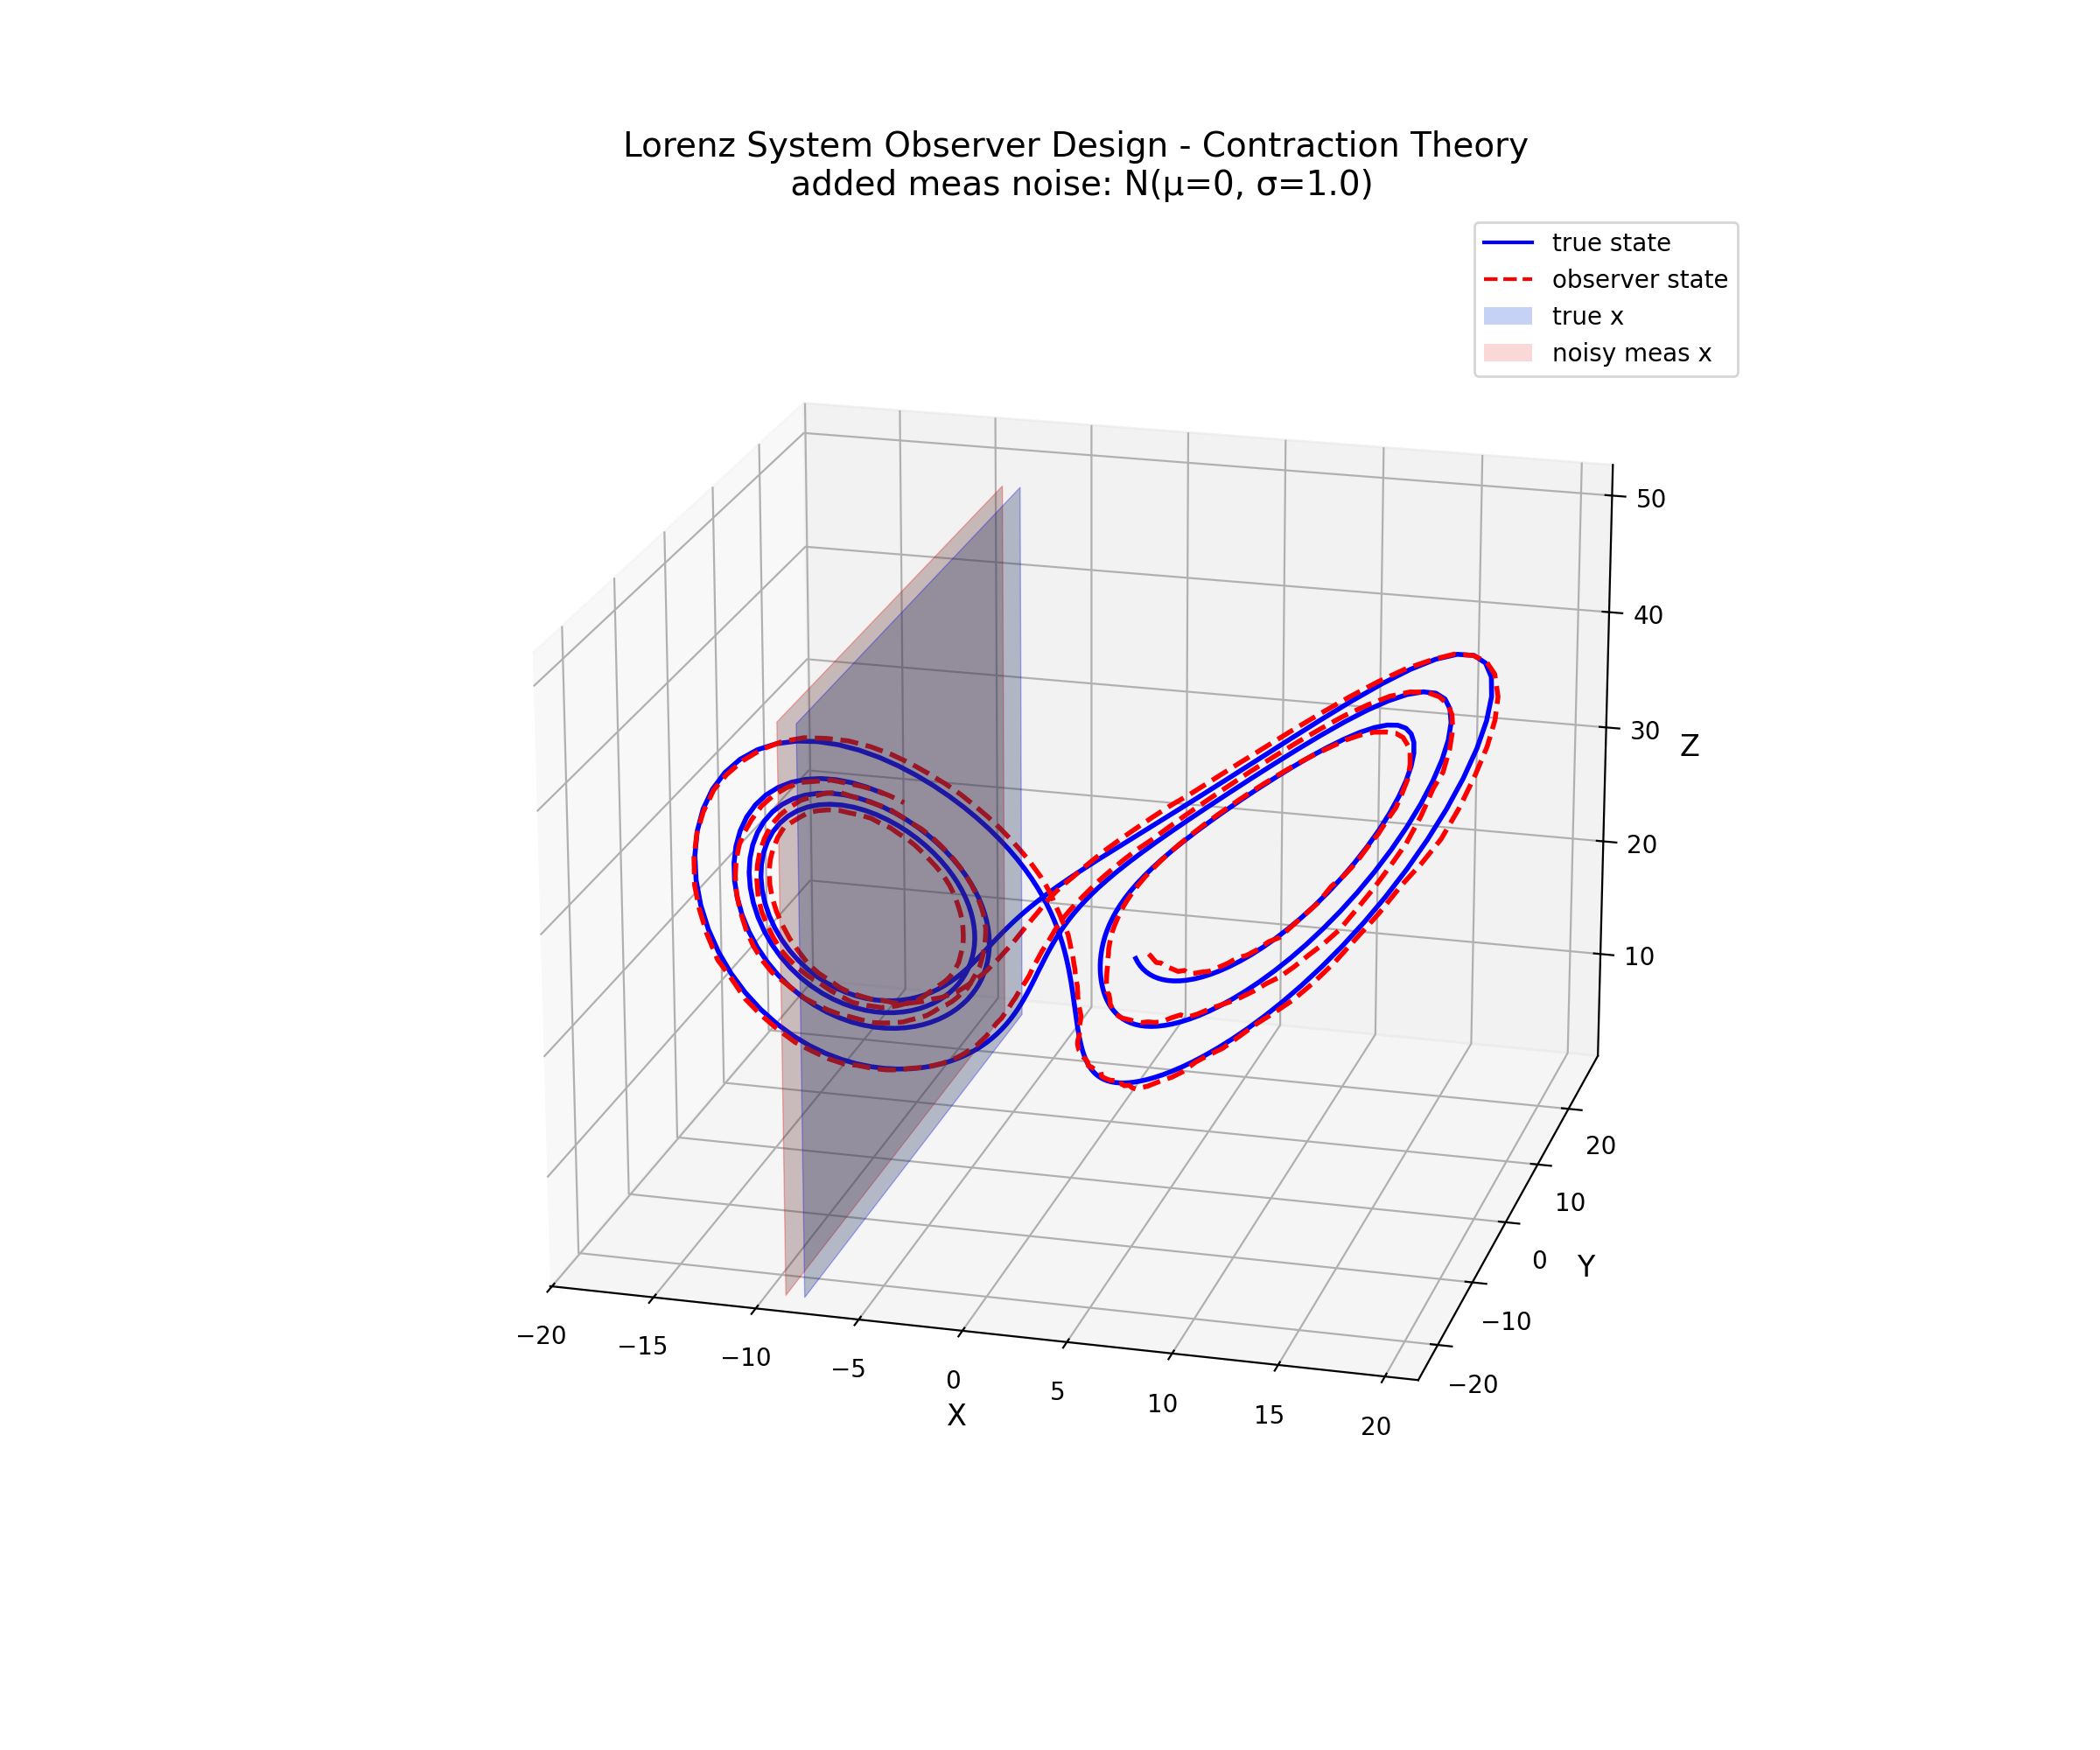 Lorenz System Observer Design - Contraction Theory
added meas noise: N(μ=0, σ=1.0)
true state
observer state
true x
noisy meas x
50
40
30
Z
20
10
20
10
0
Y
−10
−20
−20
−15
−10
−5
0
5
10
15
20
X